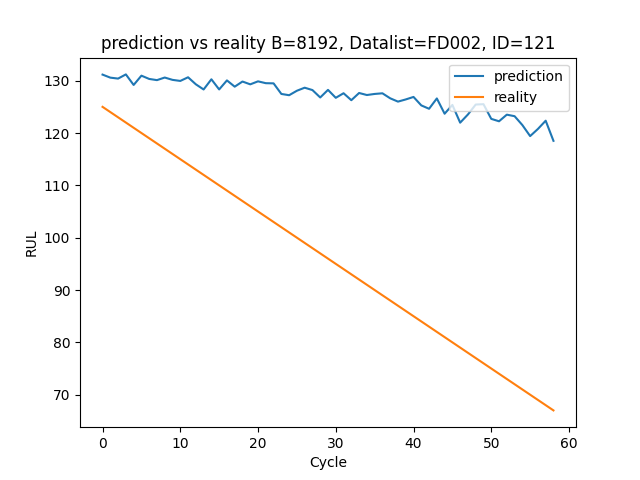 prediction vs reality B=8192, Datalist=FD002, ID=121
prediction
reality
130
120
110
100
90
80
70
RUL
0 10 20 30 40 50 60
Cycle